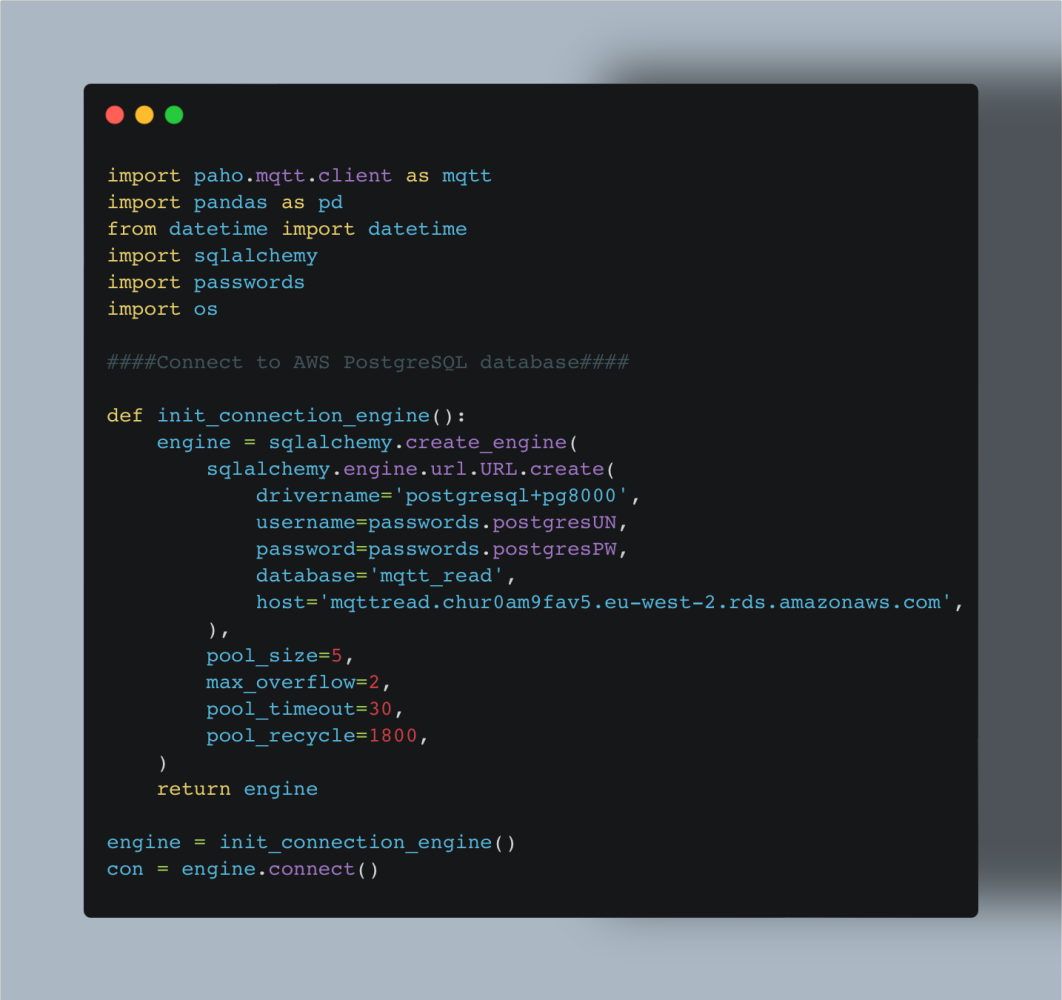 import paho.mqtt.client as mqtt
import pandas as pd
from datetime import datetime
import sqlalchemy
import passwords
import os

####Connect to AWS PostgreSQL database####

def init_connection_engine():
    engine = sqlalchemy.create_engine(
        sqlalchemy.engine.url.URL.create(
            drivername='postgresql+pg8000',
            username=passwords.postgresUN,
            password=passwords.postgresPW,
            database='mqtt_read',
            host='mqttread.chur0am9fav5.eu-west-2.rds.amazonaws.com',
        ),
        pool_size=5,
        max_overflow=2,
        pool_timeout=30,
        pool_recycle=1800,
    )
    return engine

engine = init_connection_engine()
con = engine.connect()